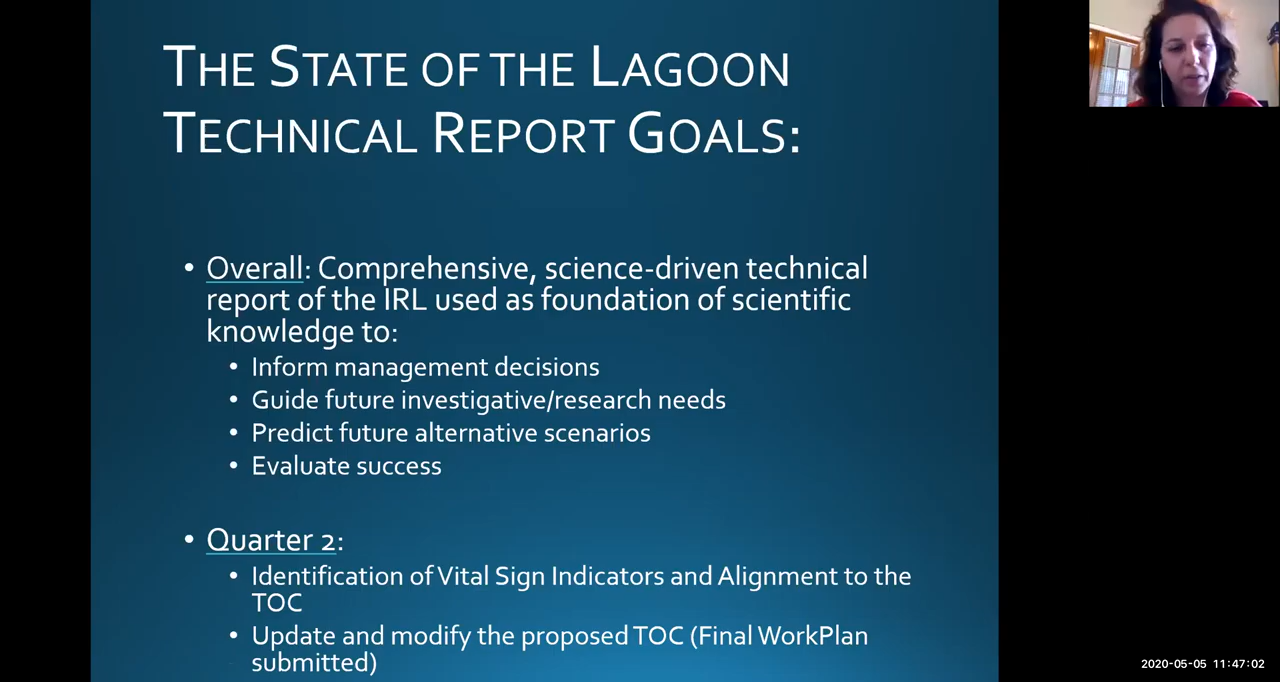 THE STATE OF THE LAGOON
TECHNICAL REPORT GOALS:
• Overall: Comprehensive, science-driven technical
report of the IRL used as foundation of scientific
knowledge to:
• Inform management decisions
• Guide future investigative/research needs
• Predict future alternative scenarios
• Evaluate success
• Quarter 2:
• Identification of Vital Sign Indicators and Alignment to the
TOC
• Update and modify the proposed TOC (Final WorkPlan
submitted)
2020-05-05 11:47:02